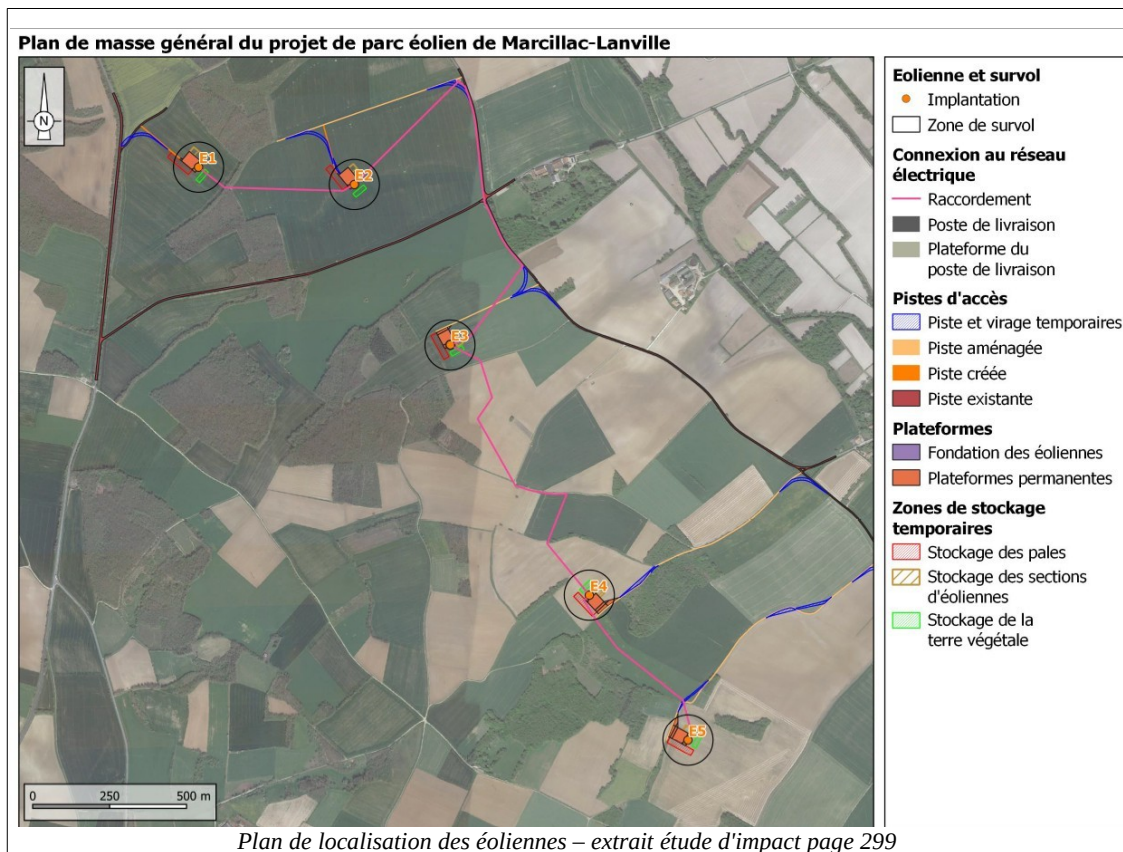 Plan de masse général du projet de parc éolien de Marcillac-Lanville
N
E1
E2
E3
E4
E5
0 250 500 m
Eolienne et survol
Implantation
Zone de survol
Connexion au réseau
électrique
Raccordement
Poste de livraison
Plateforme du
poste de livraison
Pistes d'accès
Piste et virage temporaires
Piste aménagée
Piste créée
Piste existante
Plateformes
Fondation des éoliennes
Plateformes permanentes
Zones de stockage
temporaires
Stockage des pales
Stockage des sections
d'éoliennes
Stockage de la
terre végétale
Plan de localisation des éoliennes – extrait étude d'impact page 299